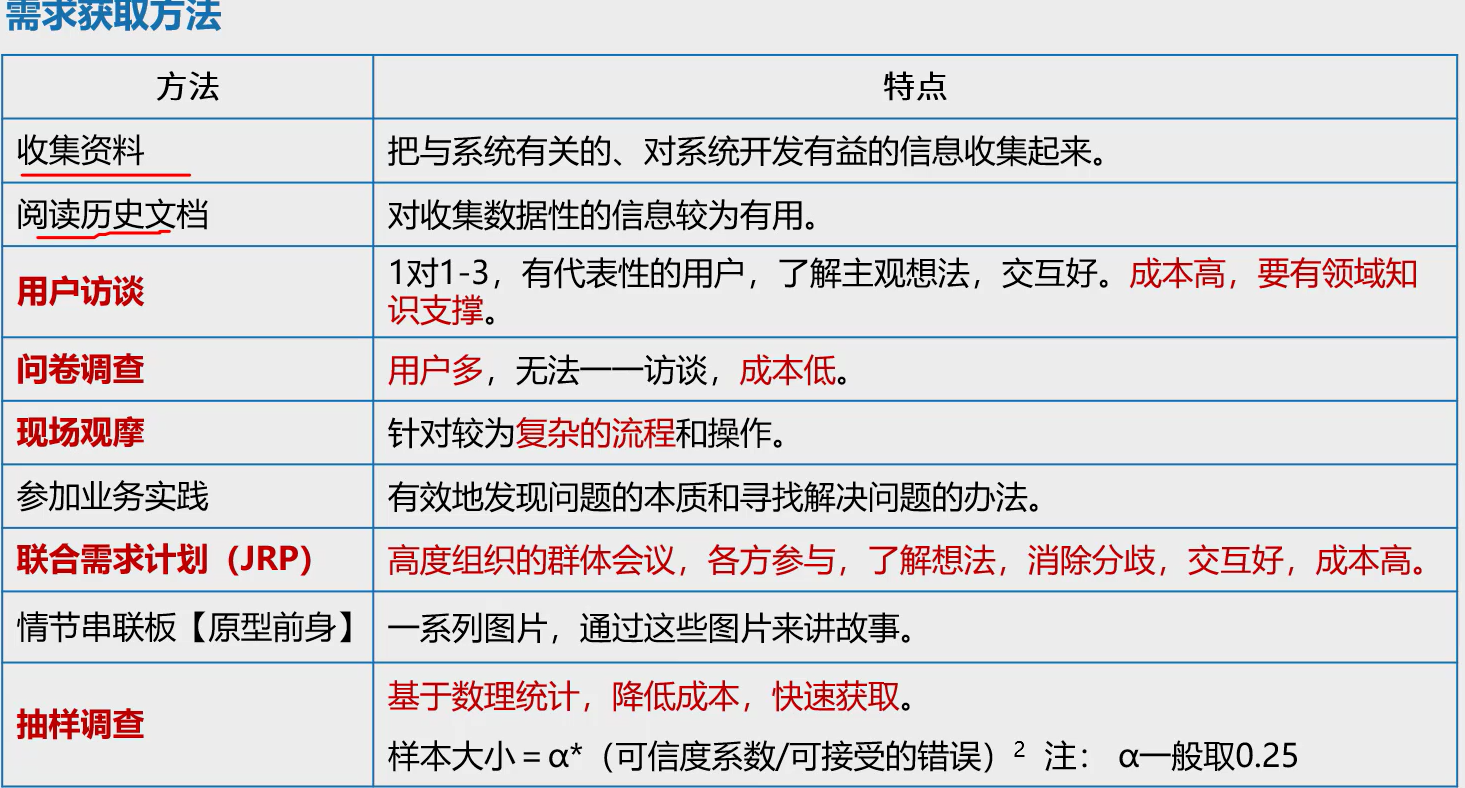 需求获取方法
方法
特点
收集资料
把与系统有关的、对系统开发有益的信息收集起来。
阅读历史文档
对收集数据性的信息较为有用。
用户访谈
1对1-3，有代表性的用户，了解主观想法，交互好。成本高，要有领域知
识支撑。
问卷调查
用户多，无法一一访谈，成本低。
现场观摩
针对较为复杂的流程和操作。
参加业务实践
有效地发现问题的本质和寻找解决问题的办法。
联合需求计划（JRP）
高度组织的群体会议，各方参与，了解想法，消除分歧，交互好，成本高。
情节串联板【原型前身】
一系列图片，通过这些图片来讲故事。
抽样调查
基于数理统计，降低成本，快速获取。
样本大小＝α*（可信度系数/可接受的错误）² 注： α一般取0.25